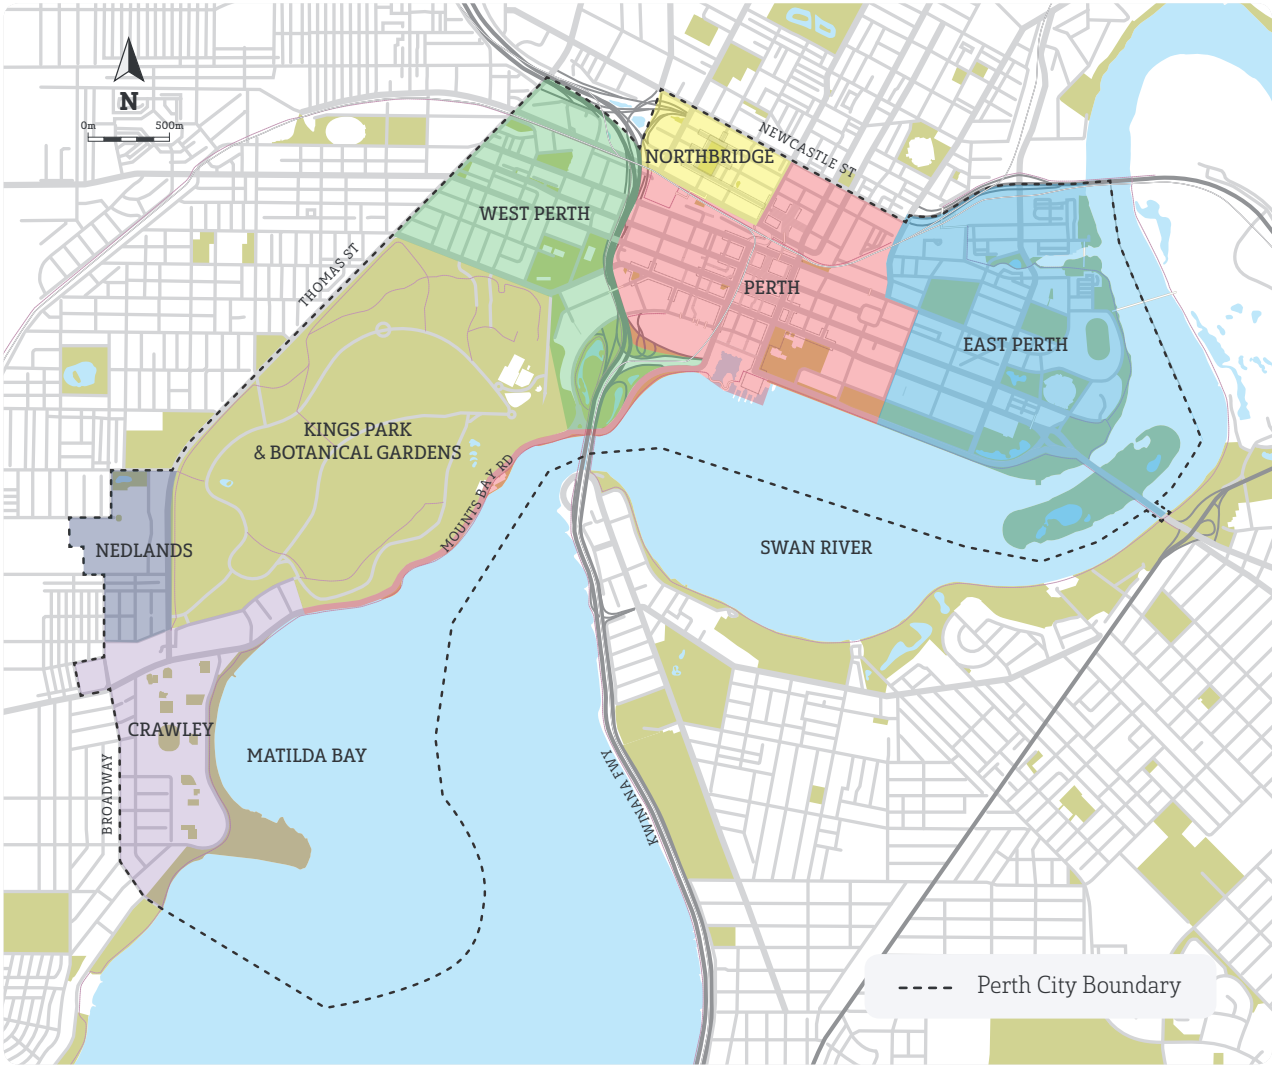 N
0m 500m
NEWCASTLE ST
NORTHBRIDGE
WEST PERTH
THOMAS ST
PERTH
EAST PERTH
KINGS PARK
& BOTANICAL GARDENS
MOUNTS BAY RD
NEDLANDS
SWAN RIVER
CRAWLEY
MATILDA BAY
BROADWAY
KWINANA FWY
Perth City Boundary